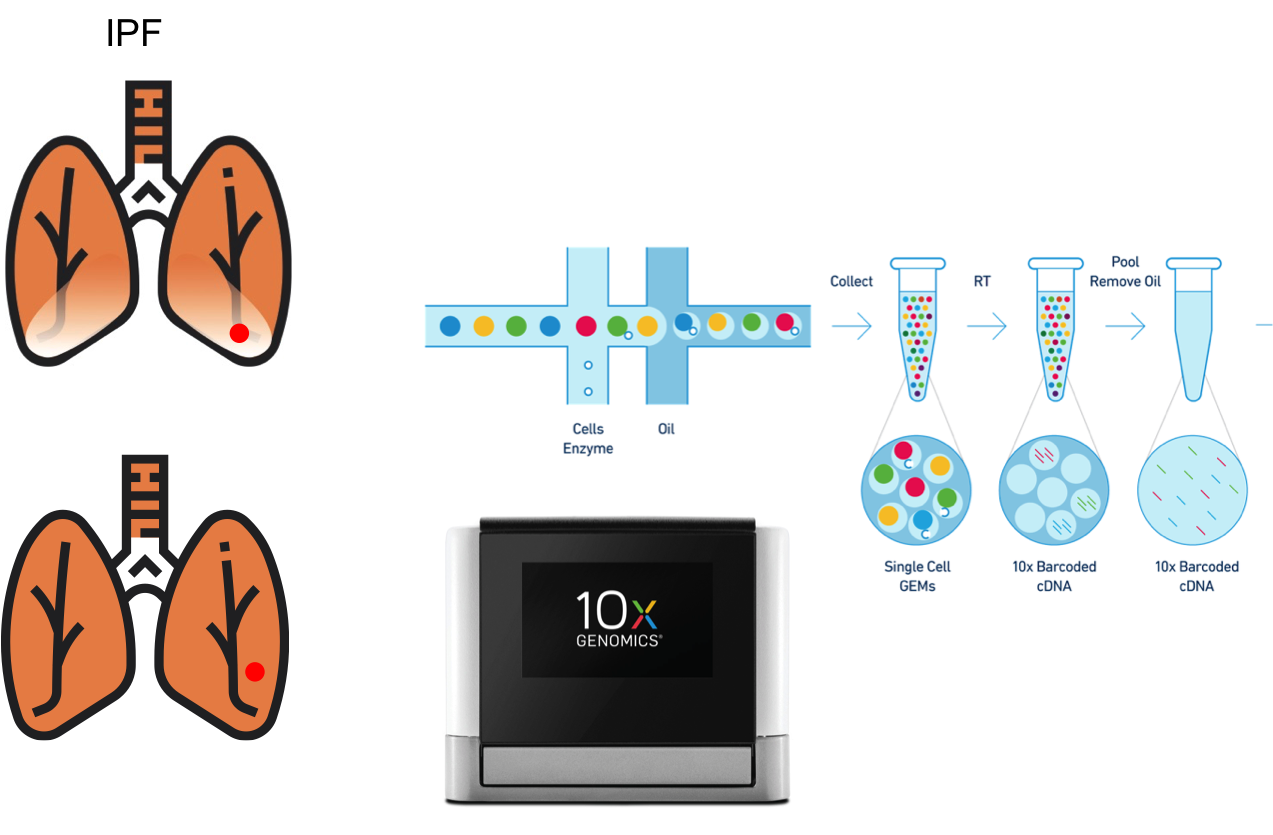 IPF
Collect
RT
Pool
Remove Oil
Cells
Enzyme
Oil
Single Cell
GEMs
10x Barcoded
cDNA
10x Barcoded
cDNA
10x
GENOMICS®